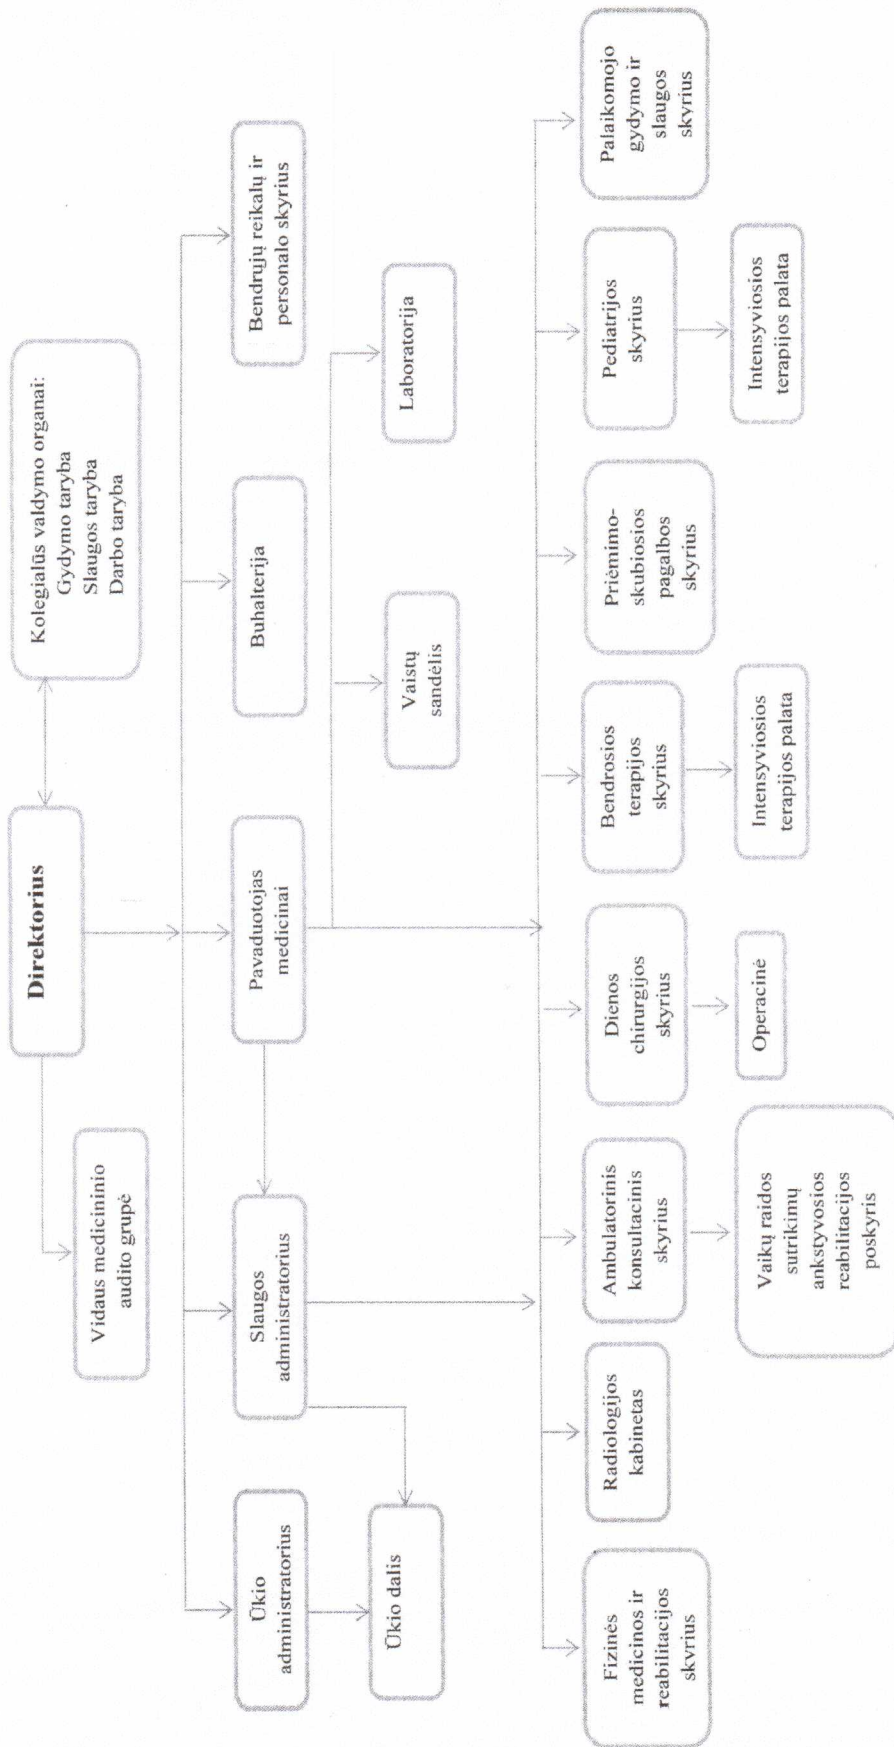 Direktorius
Kolegialūs valdymo organai:
Gydymo taryba
Slaugos taryba
Darbo taryba
Vidaus medicininio
audito grupė
Ūkio
administratorius
Slaugos
administratorius
Pavaduotojas
medicinai
Buhalterija
Bendrųjų reikalų ir
personalo skyrius
Ūkio dalis
Vaistų
sandėlis
Laboratorija
Fizinės
medicinos ir
reabilitacijos
skyrius
Radiologijos
kabinetas
Ambulatorinis
konsultacinis
skyrius
Dienos
chirurgijos
skyrius
Bendrosios
terapijos
skyrius
Priėmimo-
skubiosios
pagalbos
skyrius
Pediatrijos
skyrius
Palaikomojo
gydymo ir
slaugos
skyrius
Vaikų raidos
sutrikimų
ankstyvosios
reabilitacijos
poskyris
Operacinė
Intensyviosios
terapijos palata
Intensyviosios
terapijos palata